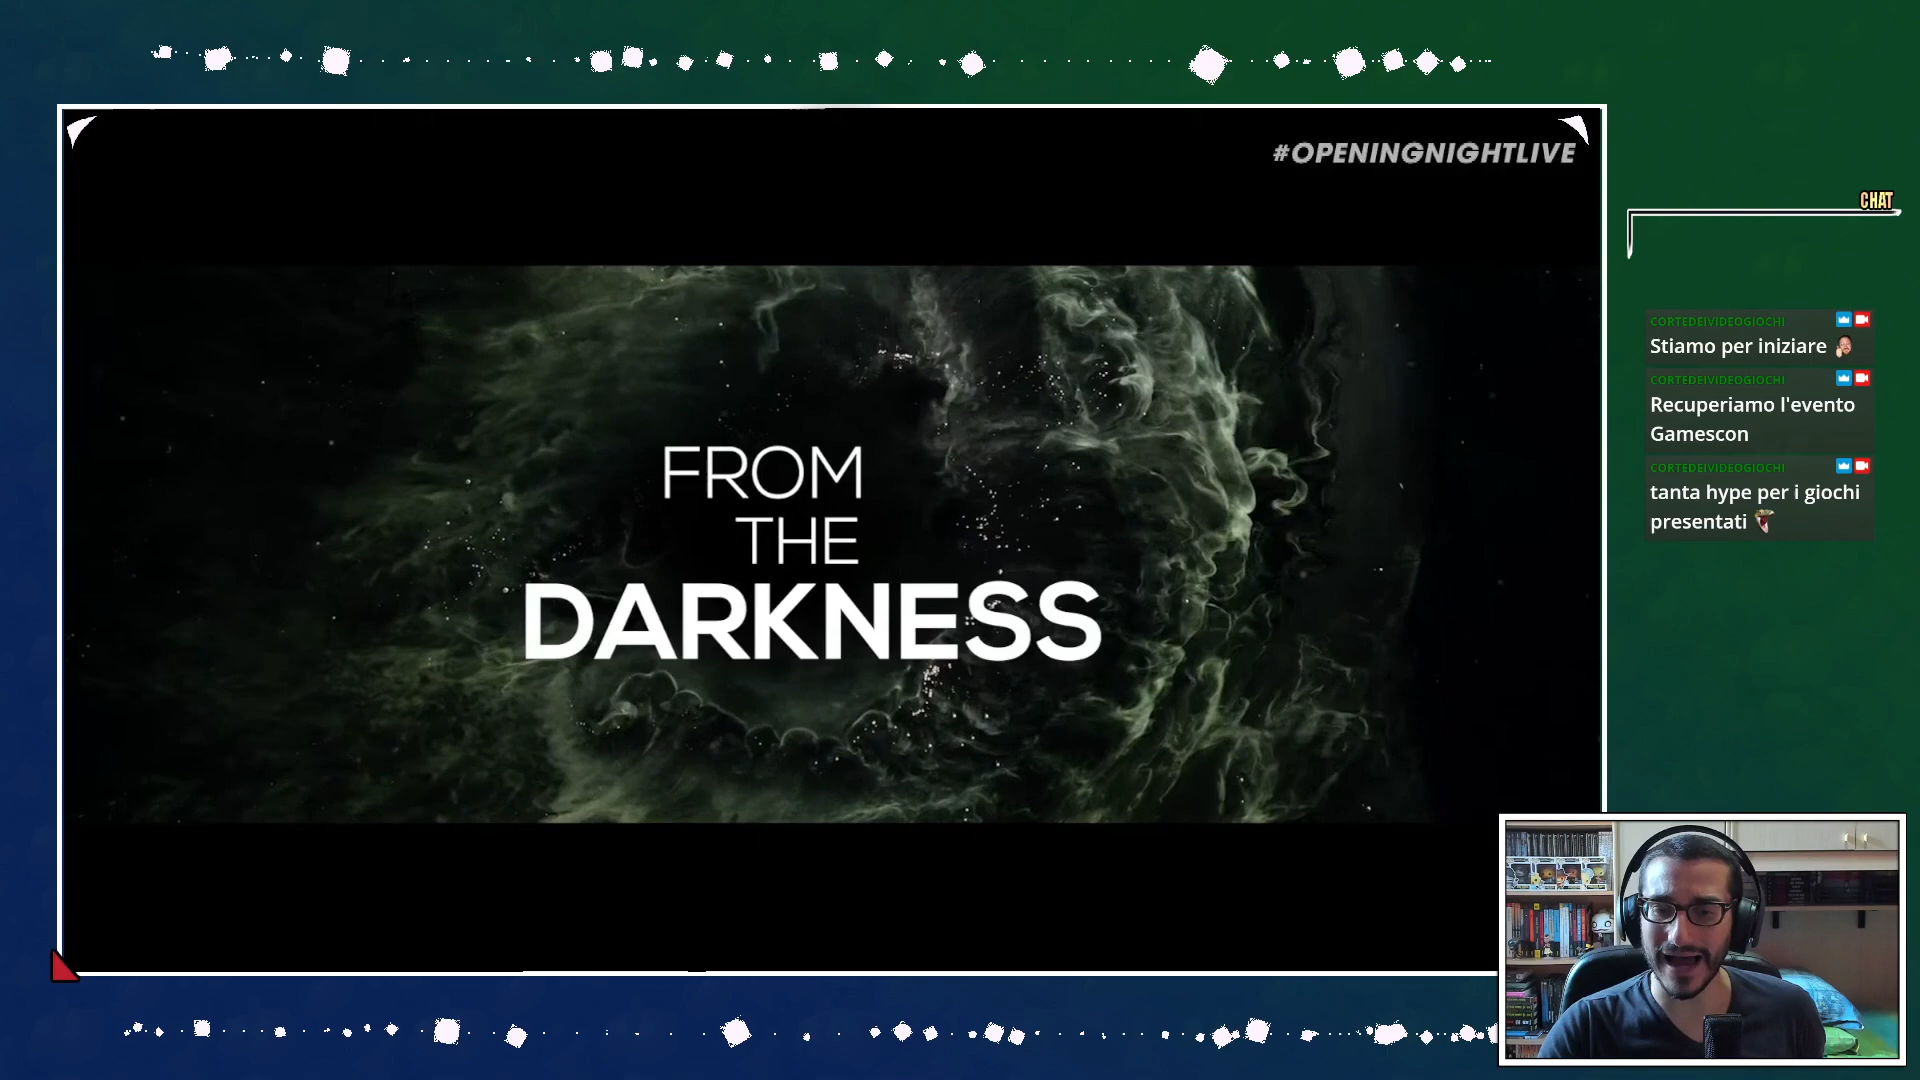 #OPENINGNIGHTLIVE
FROM
THE
DARKNESS
CHAT
CORTEDEIVIDEOGIOCHI
Stiamo per iniziare
CORTEDEIVIDEOGIOCHI
Recuperiamo l'evento
Gamescon
CORTEDEIVIDEOGIOCHI
tanta hype per i giochi
presentati